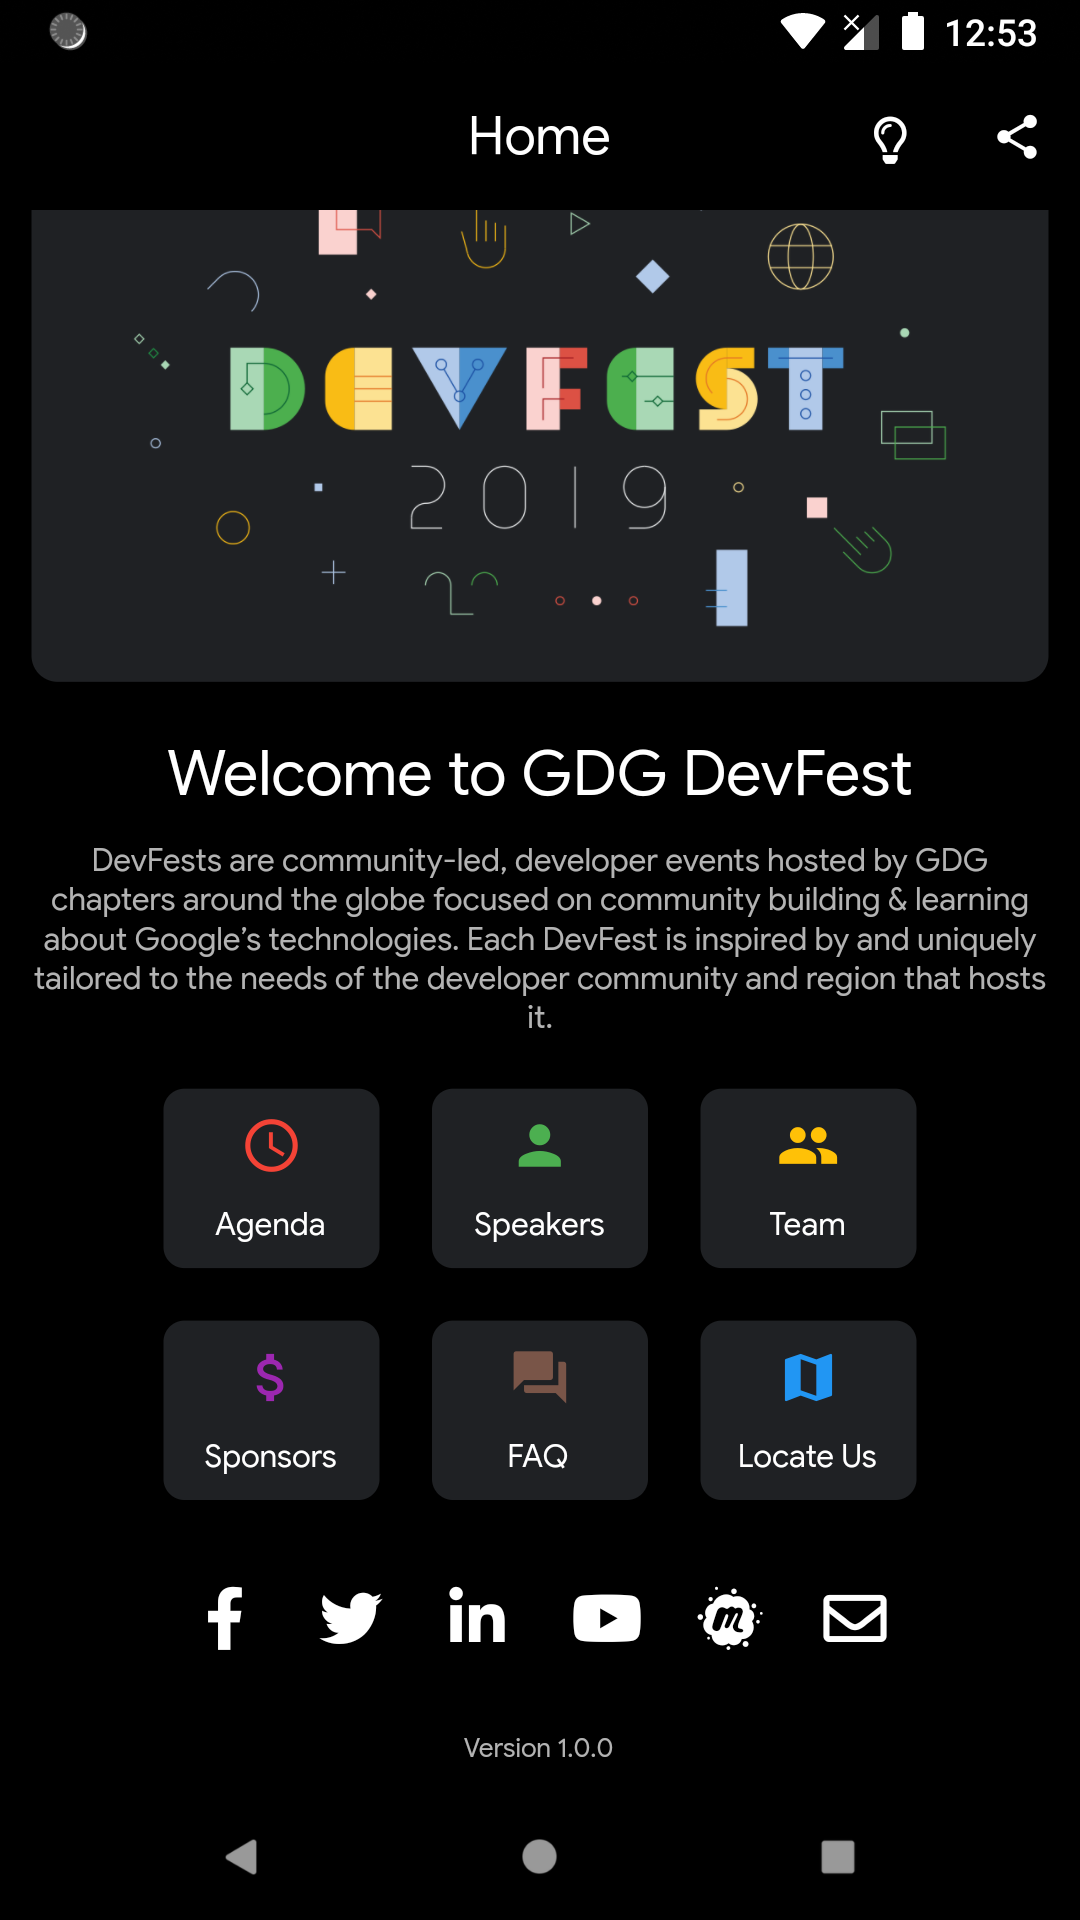 12:53
Home
DEVFEST
2019
Welcome to GDG DevFest
DevFests are community-led, developer events hosted by GDG
chapters around the globe focused on community building & learning
about Google’s technologies. Each DevFest is inspired by and uniquely
tailored to the needs of the developer community and region that hosts
it.
Agenda
Speakers
Team
Sponsors
FAQ
Locate Us
Version 1.0.0